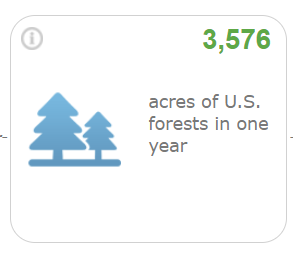 3,576
acres of U.S.
forests in one
year